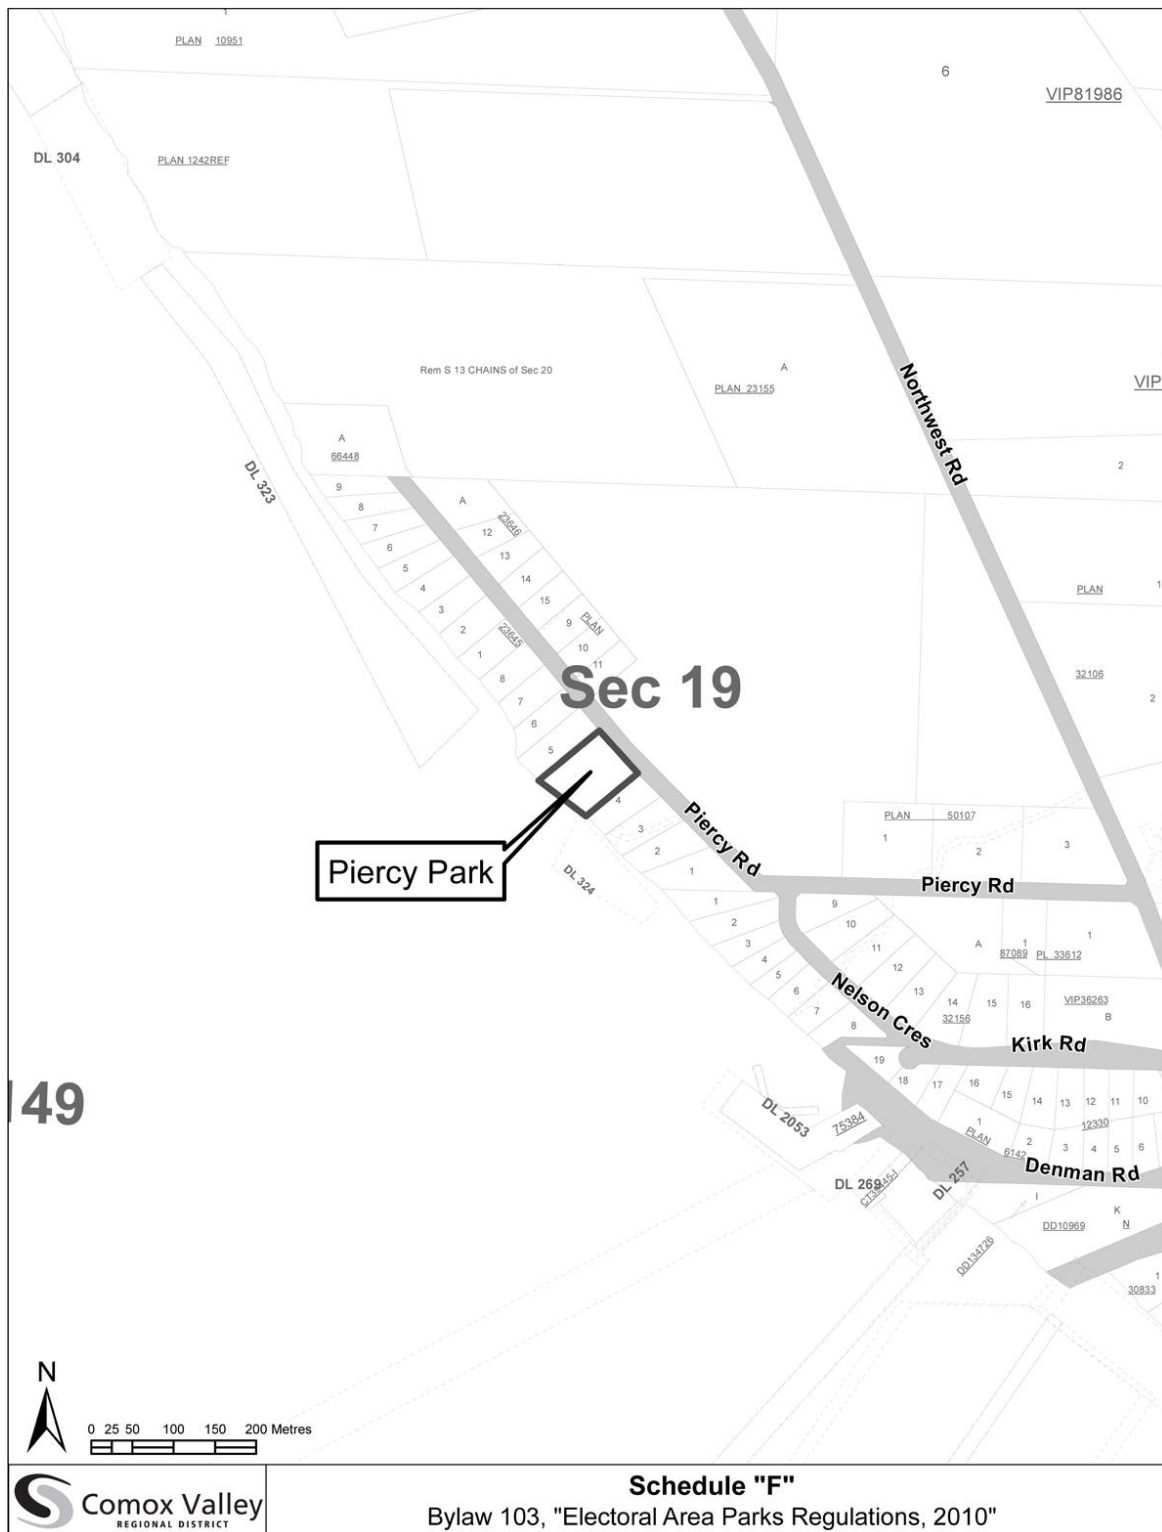 1
PLAN 10951
6
VIP81986
DL 304
PLAN 1242REF
Rem S 13 CHAINS of Sec 20
A
PLAN 23155
VIP
Northwest Rd
A
66448
DL 323
2
9
8
7
6
5
4
3
2
1
8
7
6
5
A
23646
12
13
14
15
9
PLAN
10
11
23645
PLAN
1
32106
2
Sec 19
4
3
2
1
Piercy Rd
Piercy Park
DL 324
PLAN 50107
1
2
3
Piercy Rd
1
2
3
4
5
6
7
8
9
10
11
12
13
14
32156
15
16
A
1
87089
PL 33612
1
VIP36263
B
Nelson Cres
Kirk Rd
149
19
18
17
16
15
14
13
12
11
10
12330
1
PLAN
6142
2
3
4
5
6
DL 2053
75384
DL 269
DL 257
Denman Rd
I
K
DD10969
N
DD134726
1
30833
N
0 25 50 100 150 200 Metres
Comox Valley
REGIONAL DISTRICT
Schedule "F"
Bylaw 103, "Electoral Area Parks Regulations, 2010"